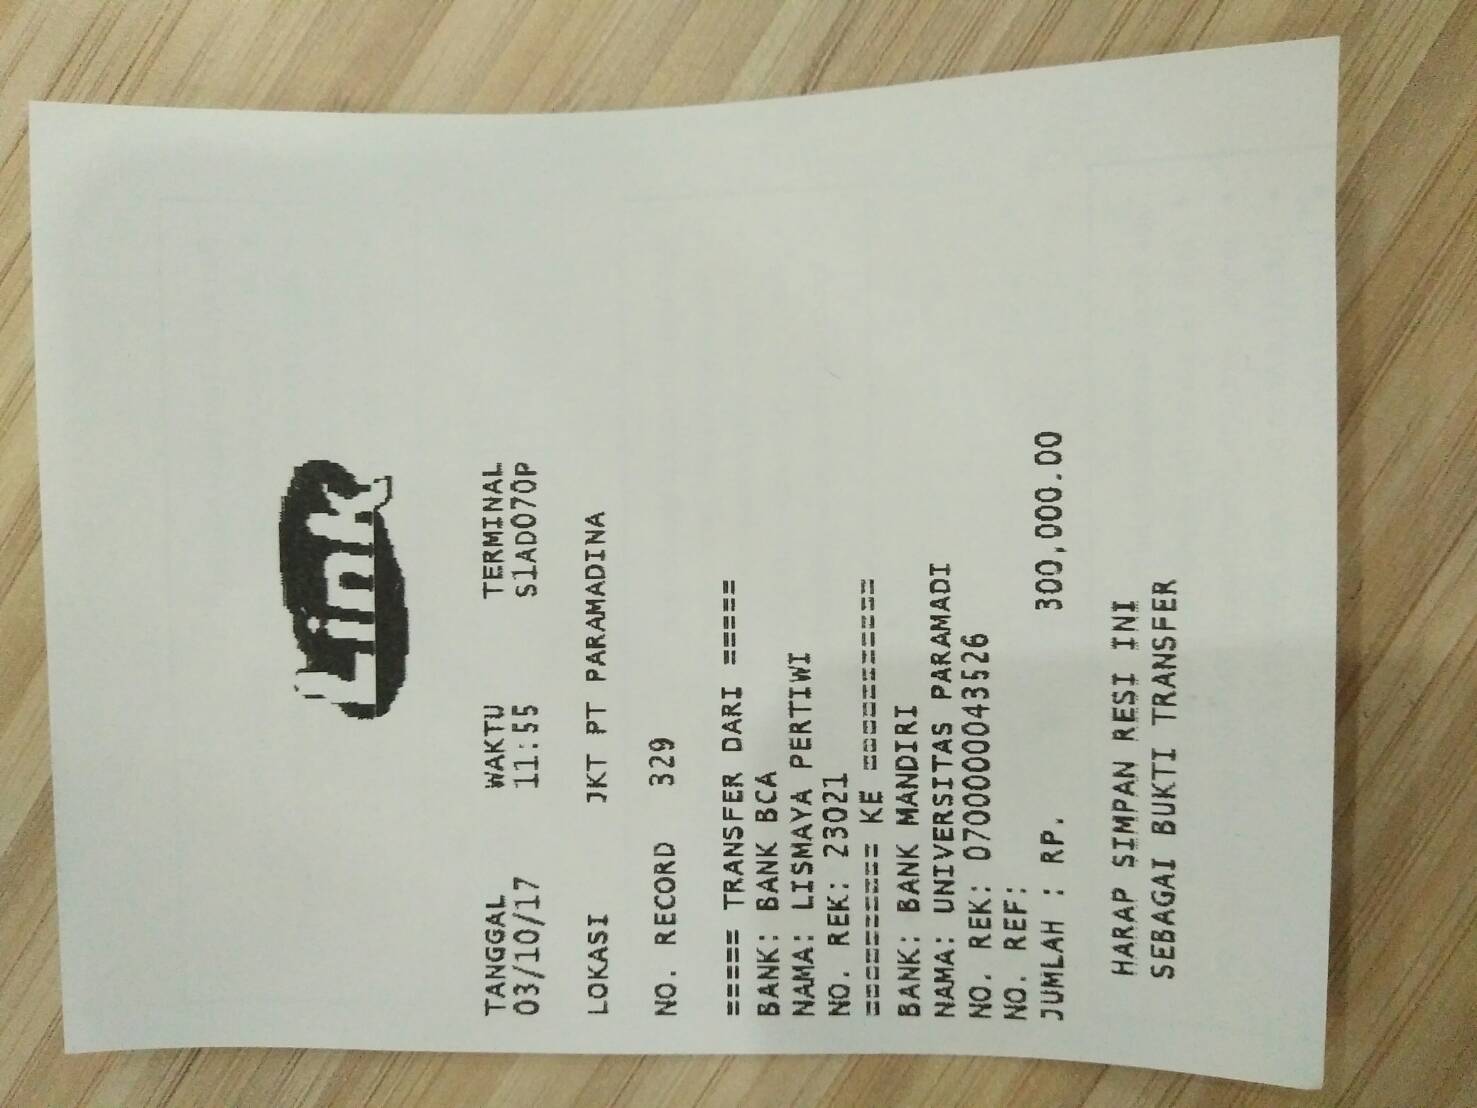 Link
TANGGAL WAKTU TERMINAL
03/10/17 11:55 S1AD070P
LOKASI JKT PT PARAMADINA
NO. RECORD 329
===== TRANSFER DARI =====
BANK: BANK BCA
NAMA: LISMAYA PERTIWI
NO. REK: 23021
========== KE ===========
BANK: BANK MANDIRI
NAMA: UNIVERSITAS PARAMADI
NO. REK: 0700000043526
NO. REF:
JUMLAH : RP. 300,000.00
HARAP SIMPAN RESI INI
SEBAGAI BUKTI TRANSFER